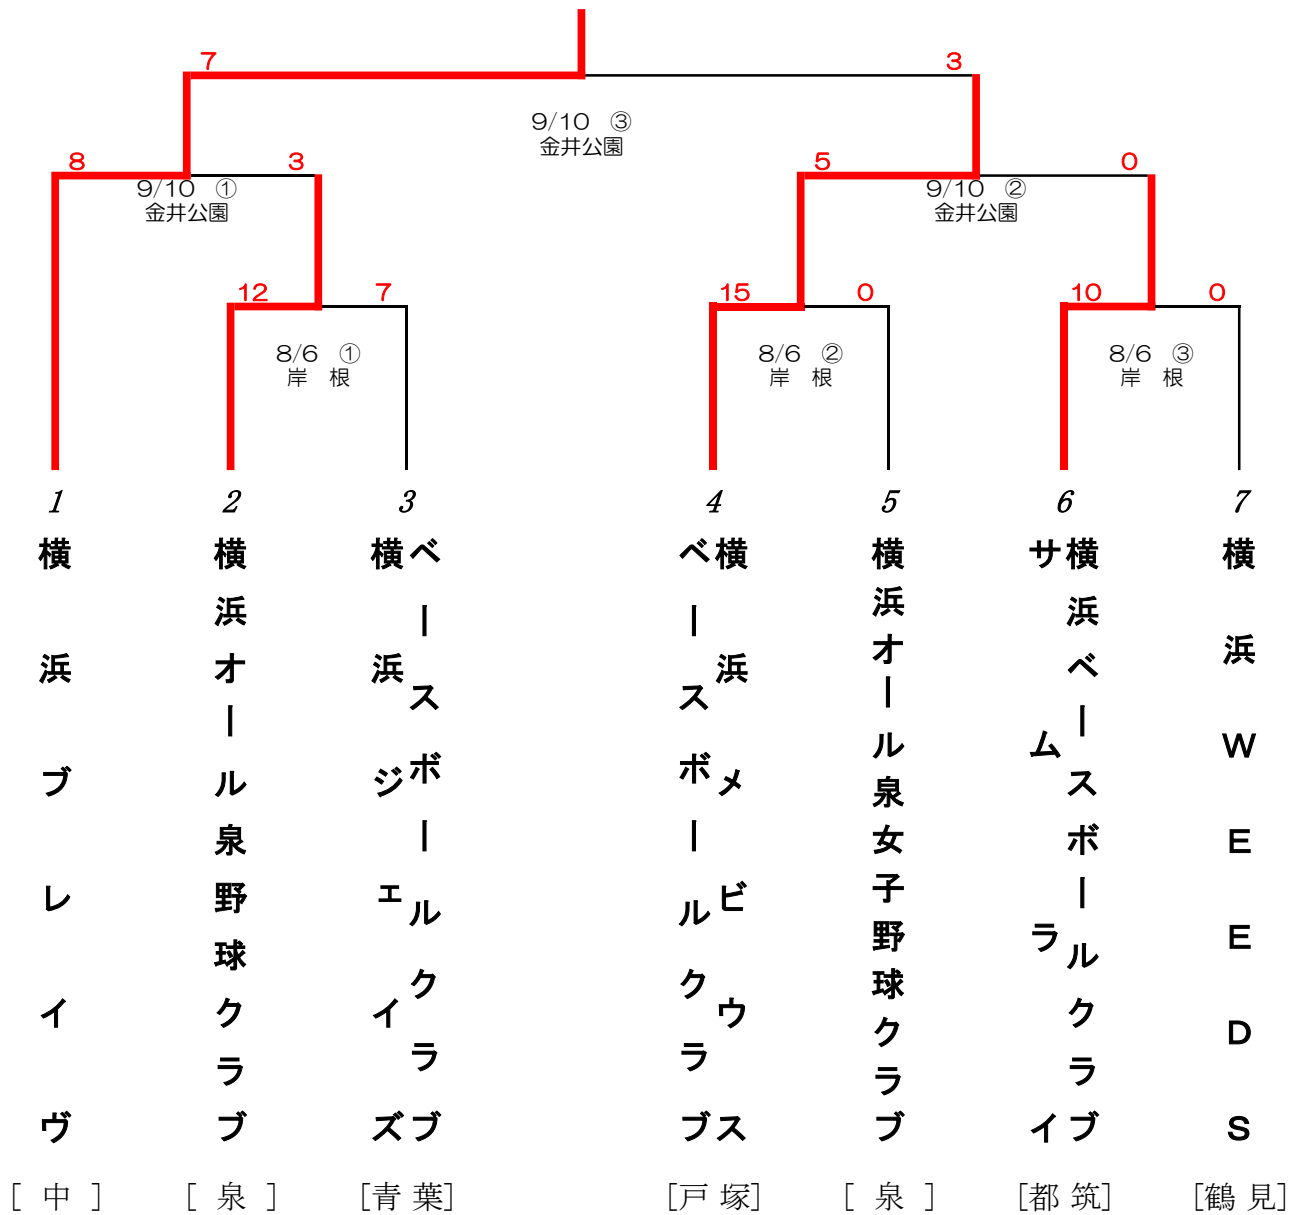 7
3
9/10 ③
金井公園
8
3
5
0
9/10 ①
金井公園
9/10 ②
金井公園
12
7
15
0
10
0
8/6 ①
岸 根
8/6 ②
岸 根
8/6 ③
岸 根
1
2
3
4
5
6
7
横浜ブレイヴ
横浜オール泉野球クラブ
横浜ジェイズ
ベースボールクラブ
横浜メビウス
ベースボールクラブ
横浜オール泉女子野球クラブ
横浜ベースボールクラブ
サムライ
横浜WEEDS
[ 中 ]
[ 泉 ]
[青 葉]
[戸 塚]
[ 泉 ]
[都 筑]
[鶴 見]